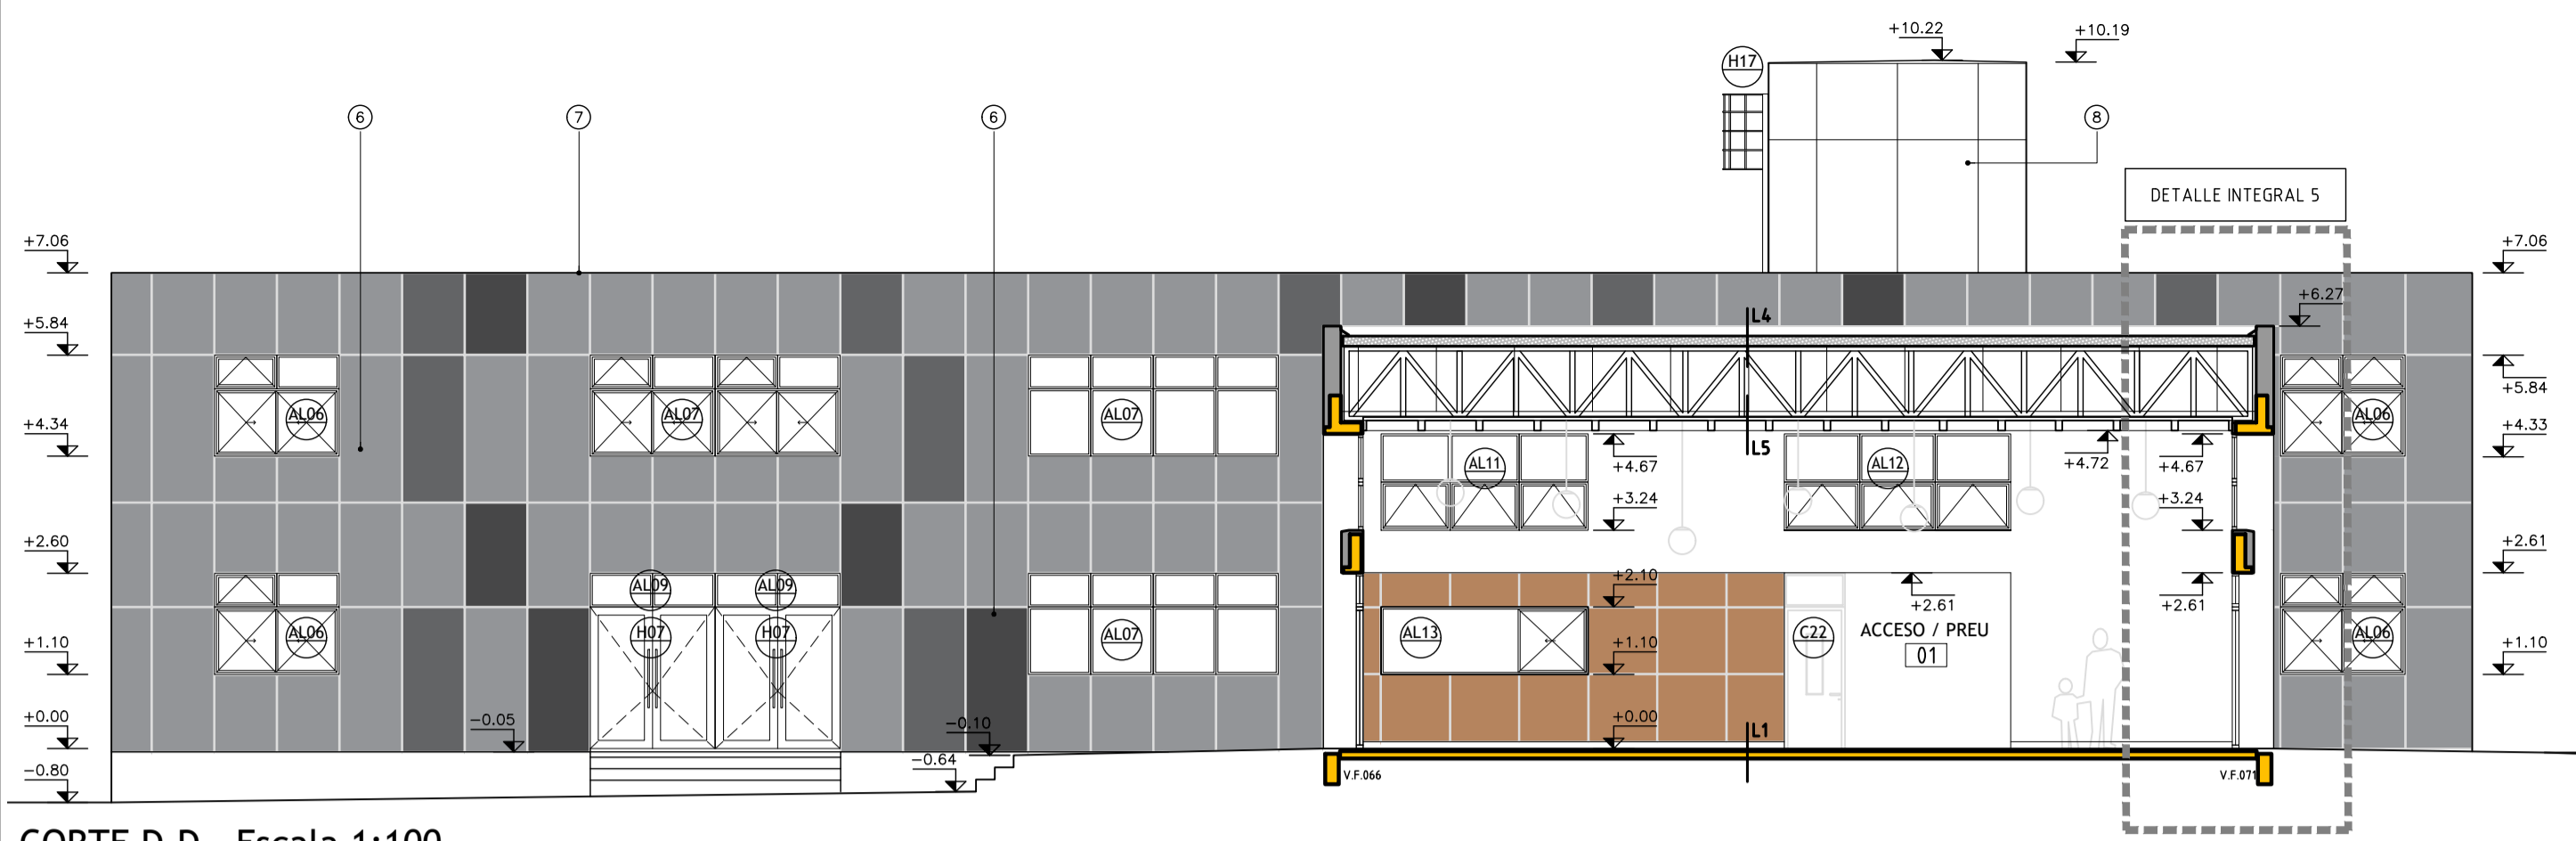 +10.22
+10.19
H17
6
7
6
8
DETALLE INTEGRAL 5
+7.06
+7.06
+6.27
L4
+5.84
+5.84
AL06
AL07
AL07
AL06
+4.34
+4.33
L5
AL11
+4.67
AL12
+4.72
+4.67
+3.24
+3.24
+2.60
+2.61
AL09
AL09
+2.10
+2.61
+2.61
AL06
H07
H07
AL07
AL13
C22
ACCESO / PREU
01
AL06
+1.10
+1.10
+1.10
+0.00
-0.05
-0.10
+0.00
L1
-0.64
-0.80
V.F.066
V.F.071
CORTE D-D - Escala 1:100